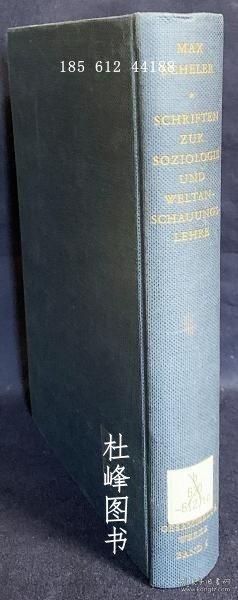 185 612 44188
MAX
SCHELER
SCHRIFTEN
ZUR
SOZIOLOGIE
UND
WELTAN-
SCHAUUNGS
LEHRE
WERKE
BAND 6
杜峰图书